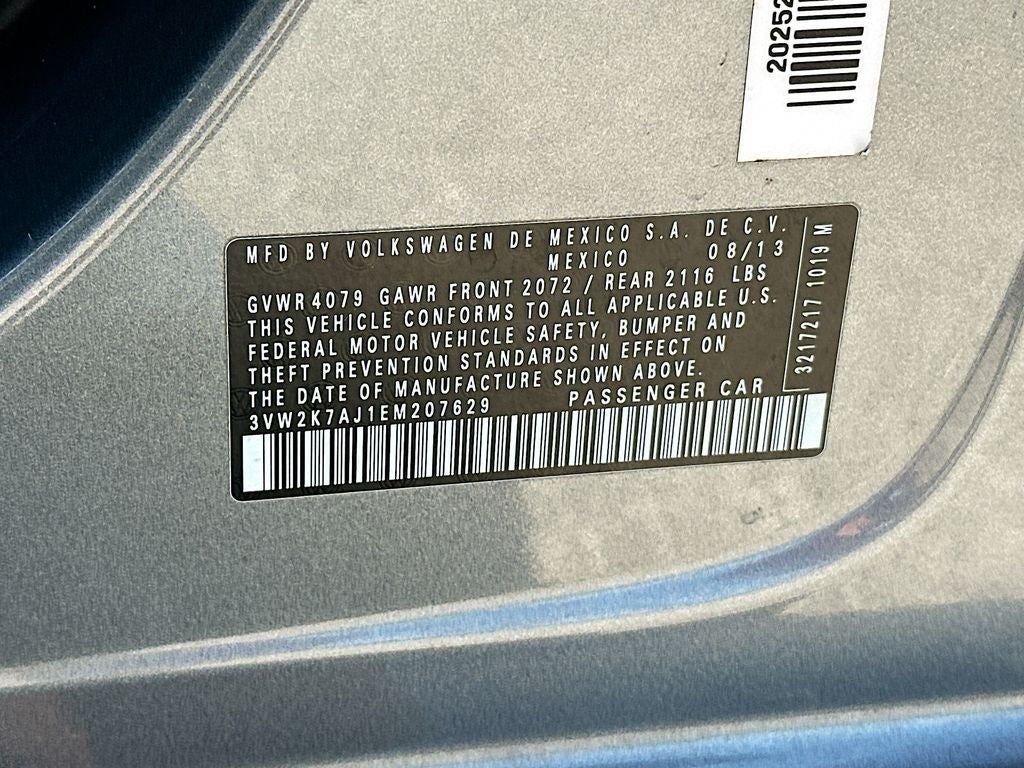 20252
MFD BY VOLKSWAGEN DE MEXICO S.A. DE C.V.
MEXICO 08/13
GVWR 4079 GAWR FRONT 2072 / REAR 2116 LBS
THIS VEHICLE CONFORMS TO ALL APPLICABLE U.S.
FEDERAL MOTOR VEHICLE SAFETY, BUMPER AND
THEFT PREVENTION STANDARDS IN EFFECT ON
THE DATE OF MANUFACTURE SHOWN ABOVE.
3VW2K7AJ1EM207629 PASSENGER CAR
3217217 1019 M